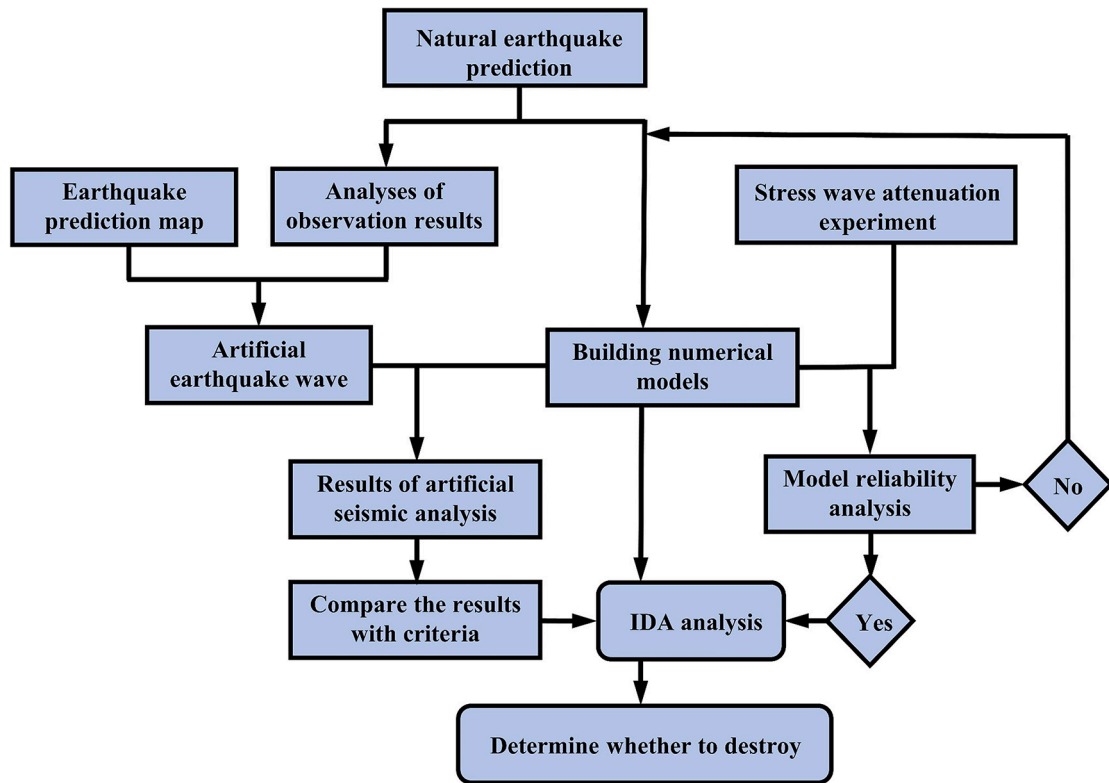 Natural earthquake
prediction
Earthquake
prediction map
Analyses of
observation results
Stress wave attenuation
experiment
Artificial
earthquake wave
Building numerical
models
Results of artificial
seismic analysis
Model reliability
analysis
No
Compare the results
with criteria
IDA analysis
Yes
Determine whether to destroy